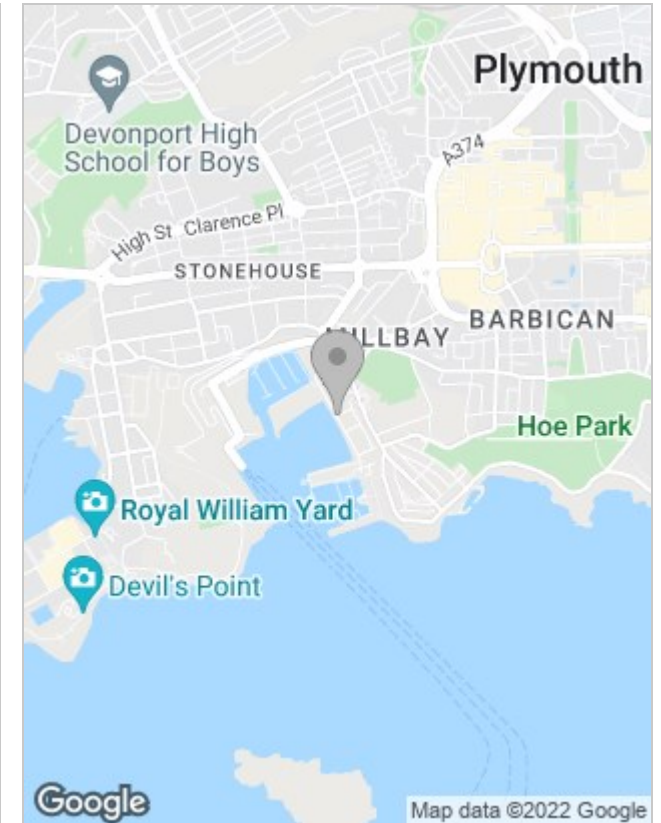 Plymouth
Devonport High
School for Boys
A374
High St
Clarence Pl
STONEHOUSE
MILLBAY
BARBICAN
Hoe Park
Royal William Yard
Devil's Point
Google
Map data ©2022 Google